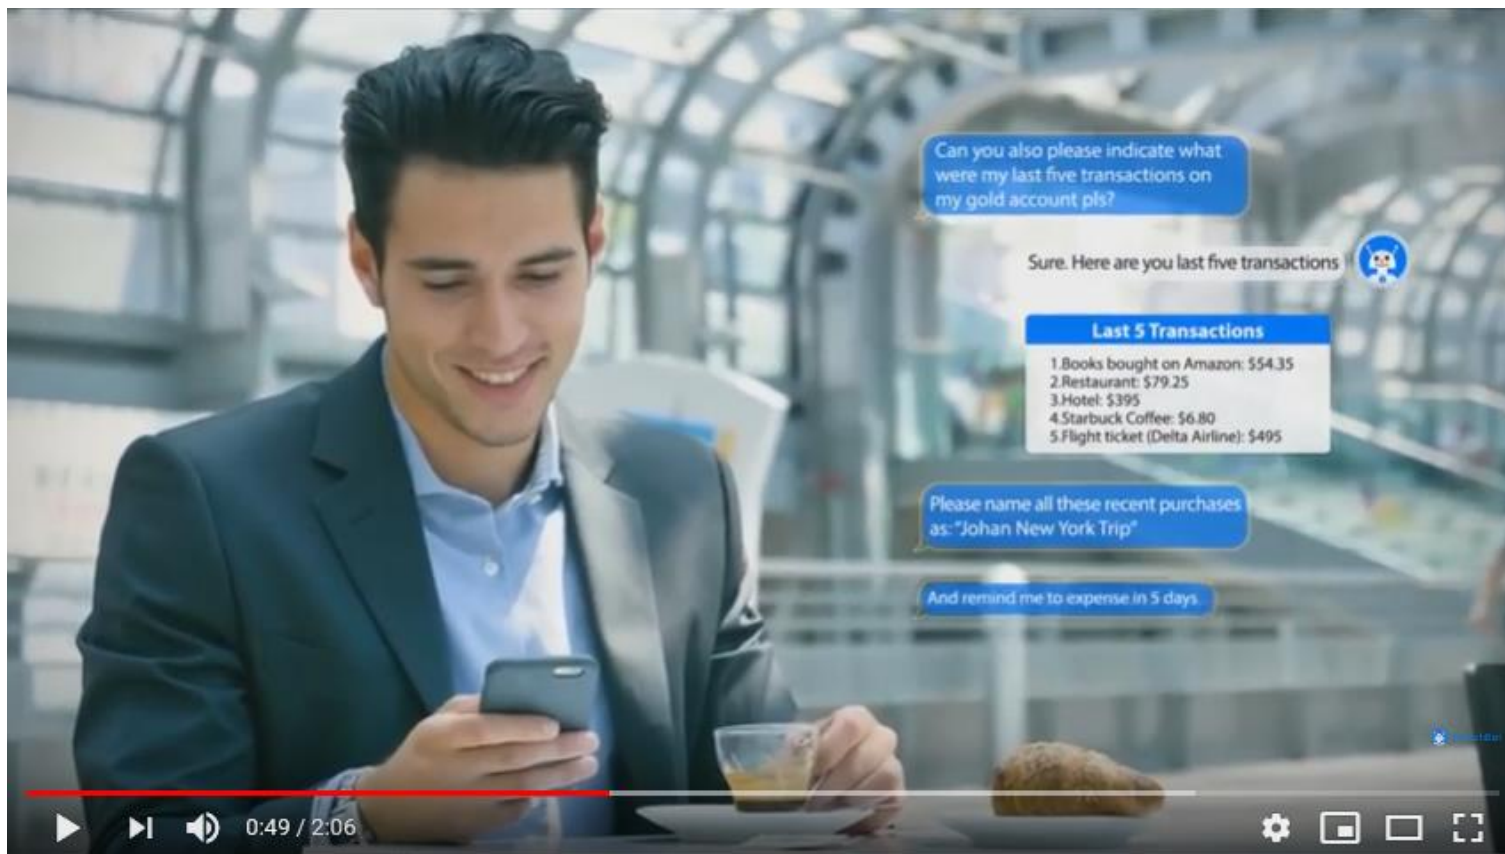 Can you also please indicate what
were my last five transactions on
my gold account pls?
Sure. Here are you last five transactions
Last 5 Transactions
1.Books bought on Amazon: $54.35
2.Restaurant: $79.25
3.Hotel: $395
4.Starbuck Coffee: $6.80
5.Flight ticket (Delta Airline): $495
Please name all these recent purchases
as: "Johan New York Trip"
And remind me to expense in 5 days
0:49 / 2:06